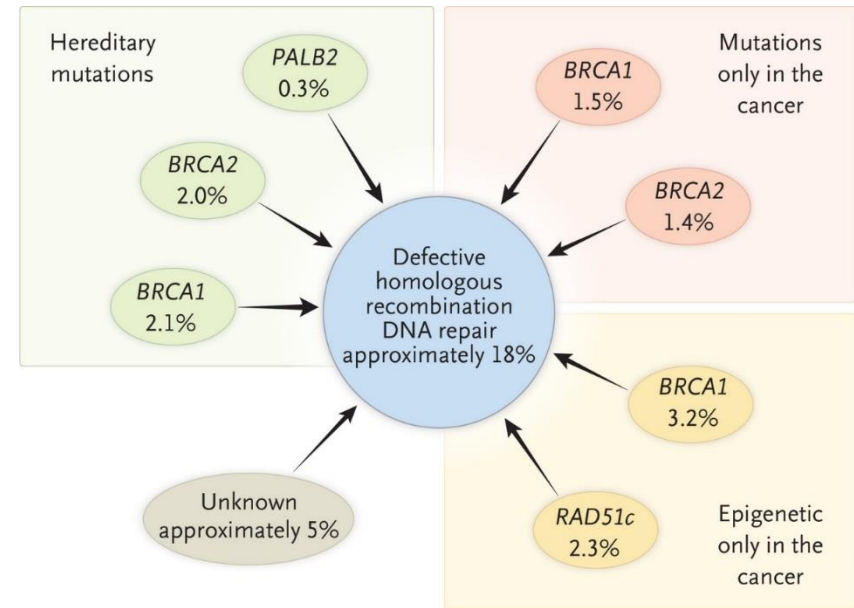 Hereditary
mutations
PALB2
0.3%
BRCA2
2.0%
BRCA1
2.1%
Mutations
only in the
cancer
BRCA1
1.5%
BRCA2
1.4%
Defective
homologous
recombination
DNA repair
approximately 18%
BRCA1
3.2%
RAD51c
2.3%
Epigenetic
only in the
cancer
Unknown
approximately 5%